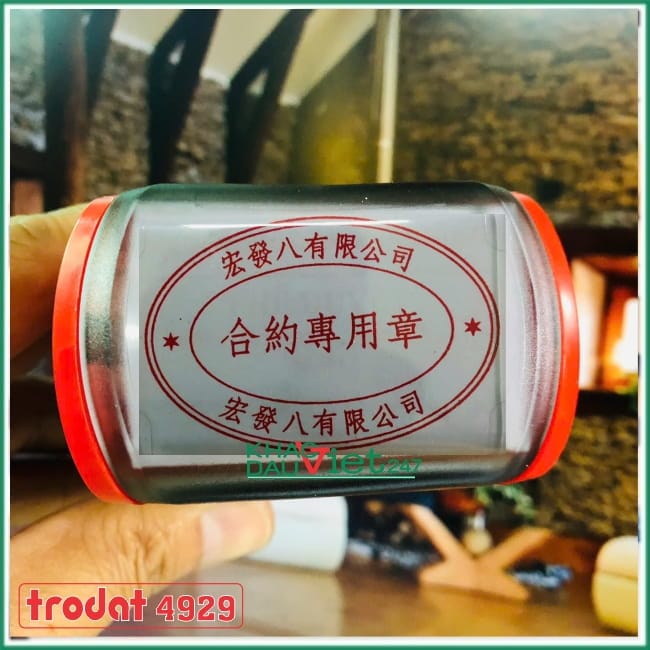 宏發八有限公司
合約專用章
宏發八有限公司
KHAC
DAU Viet 247
trodat 4929